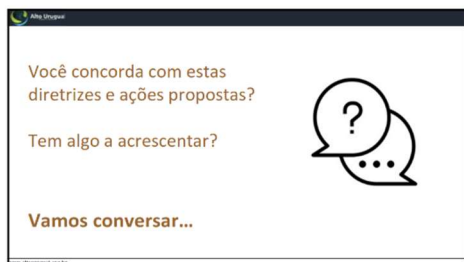 Alto Uruguai
Você concorda com estas
diretrizes e ações propostas?
Tem algo a acrescentar?
?
Vamos conversar...